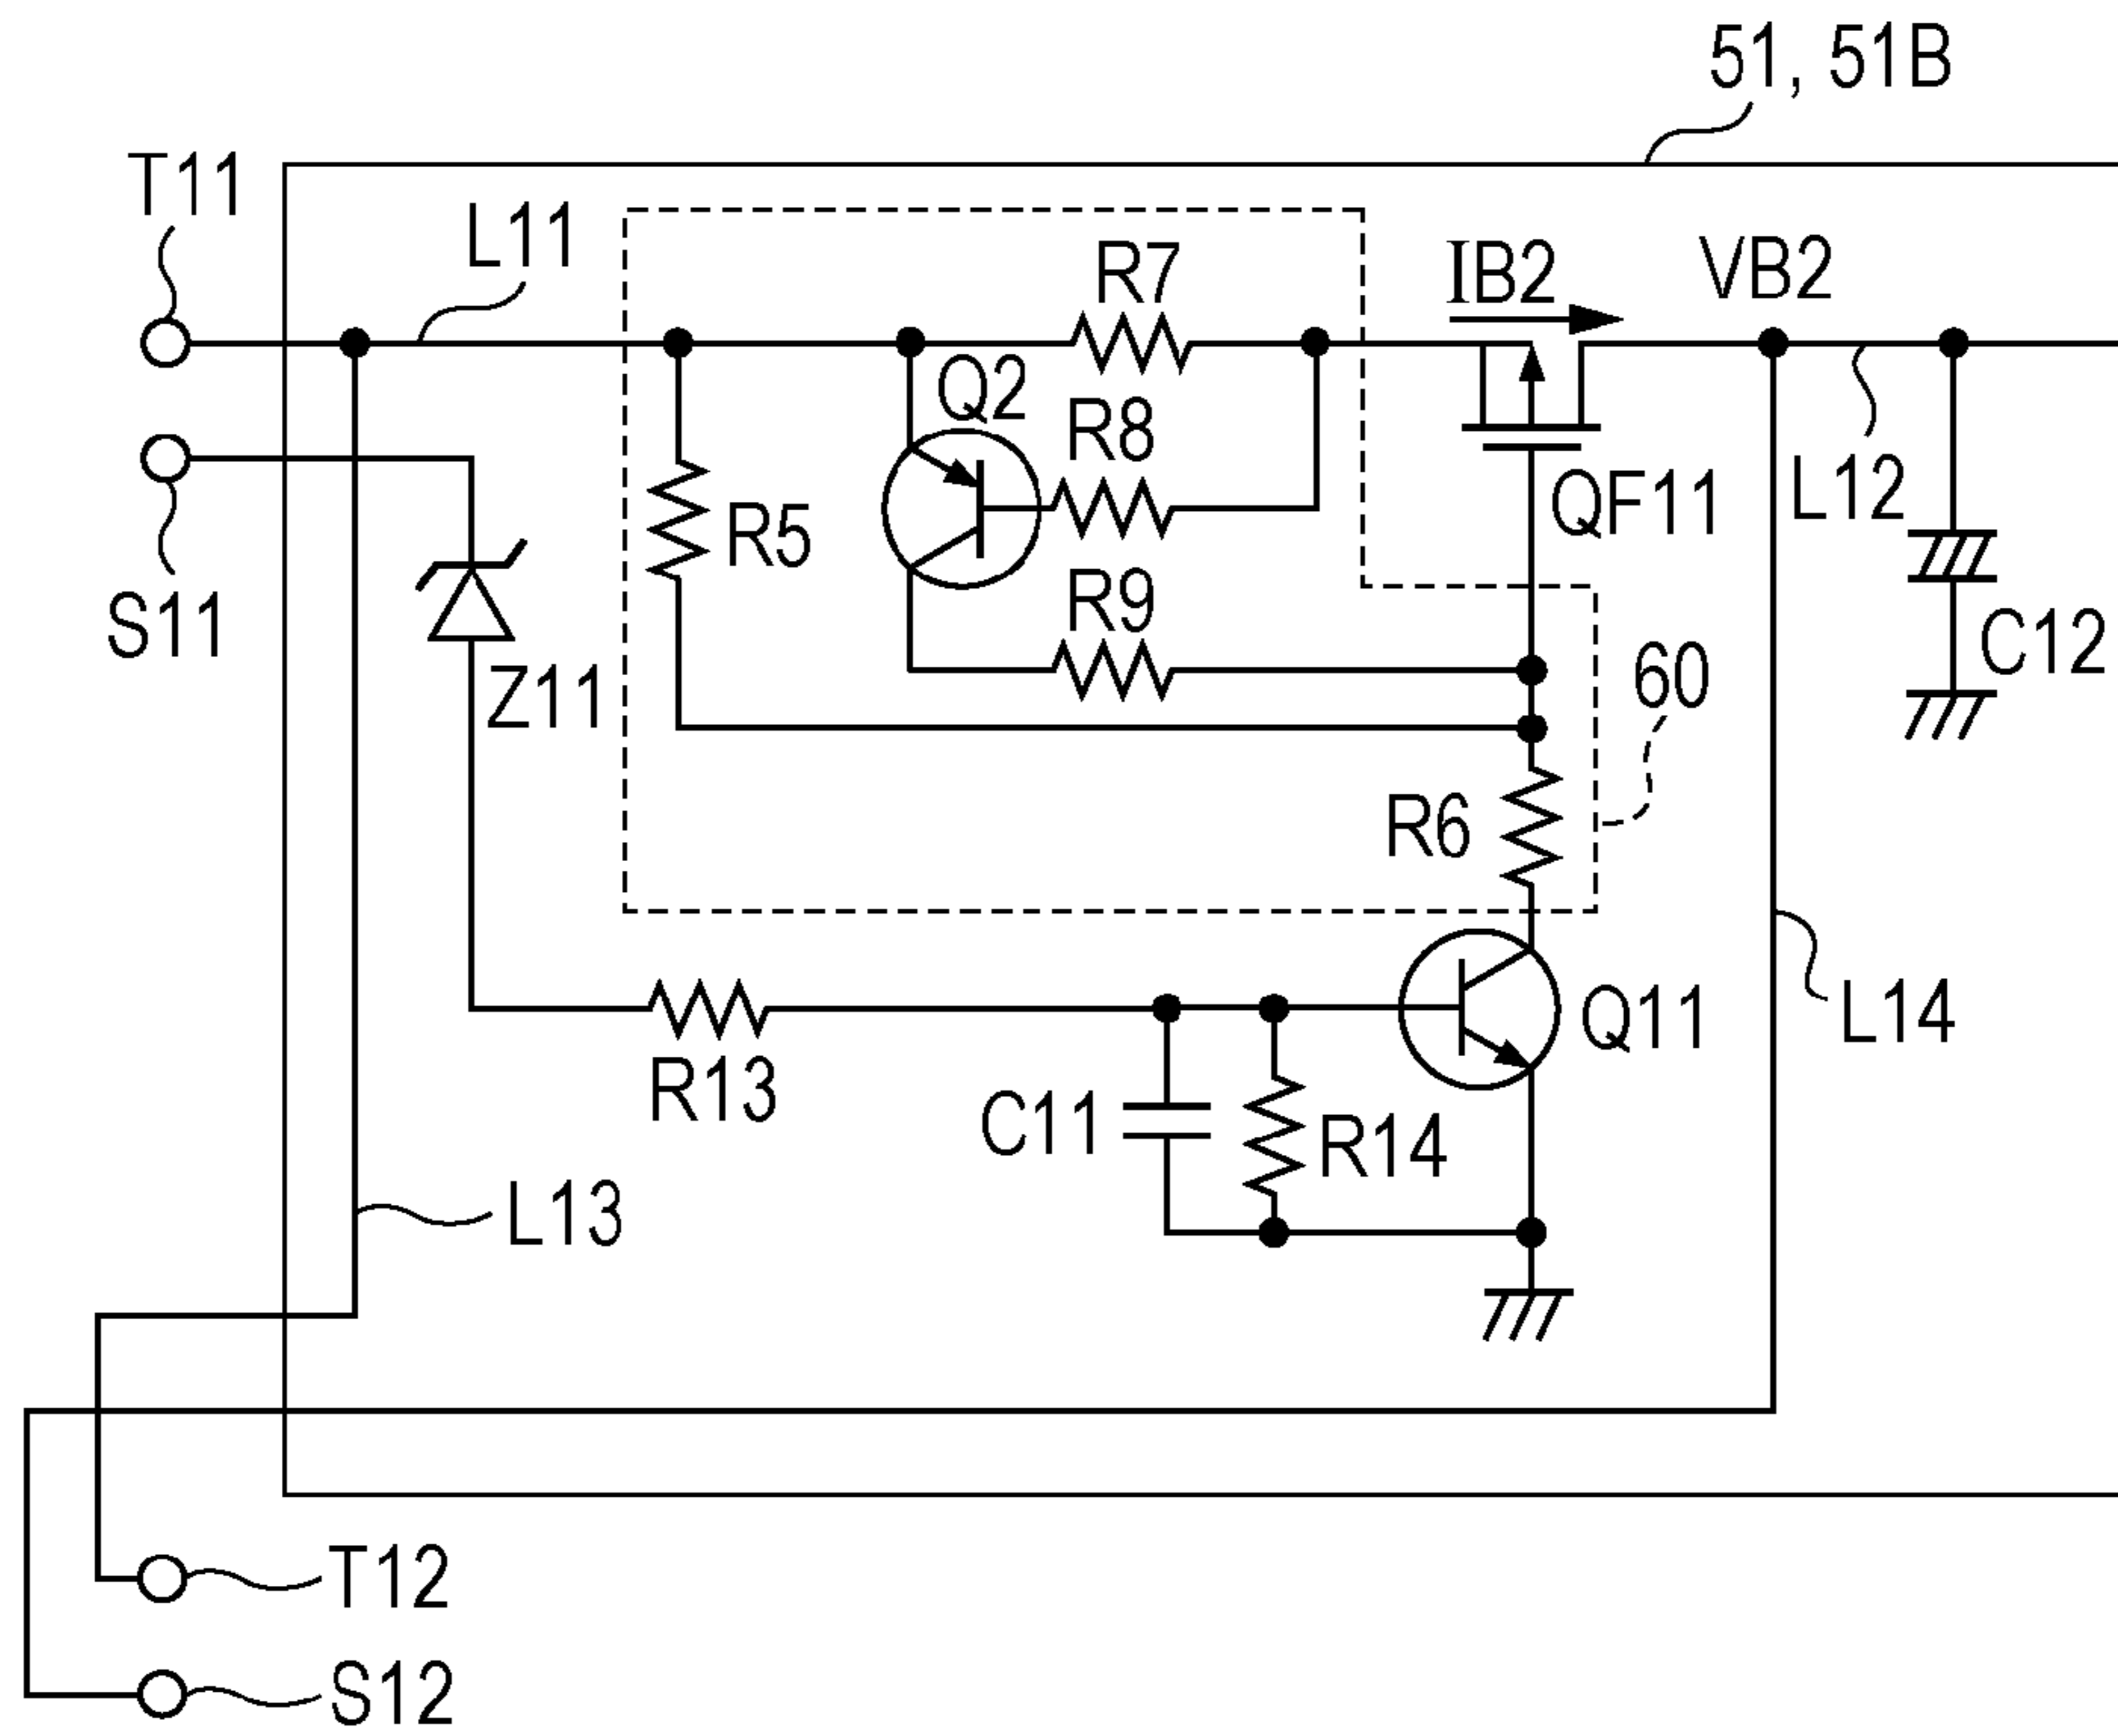 51, 51B
T11
L11
R7
IB2
VB2
Q2
R8
QF11
L12
R5
S11
R9
C12
Z11
60
R6
Q11
L14
R13
C11
R14
L13
T12
S12